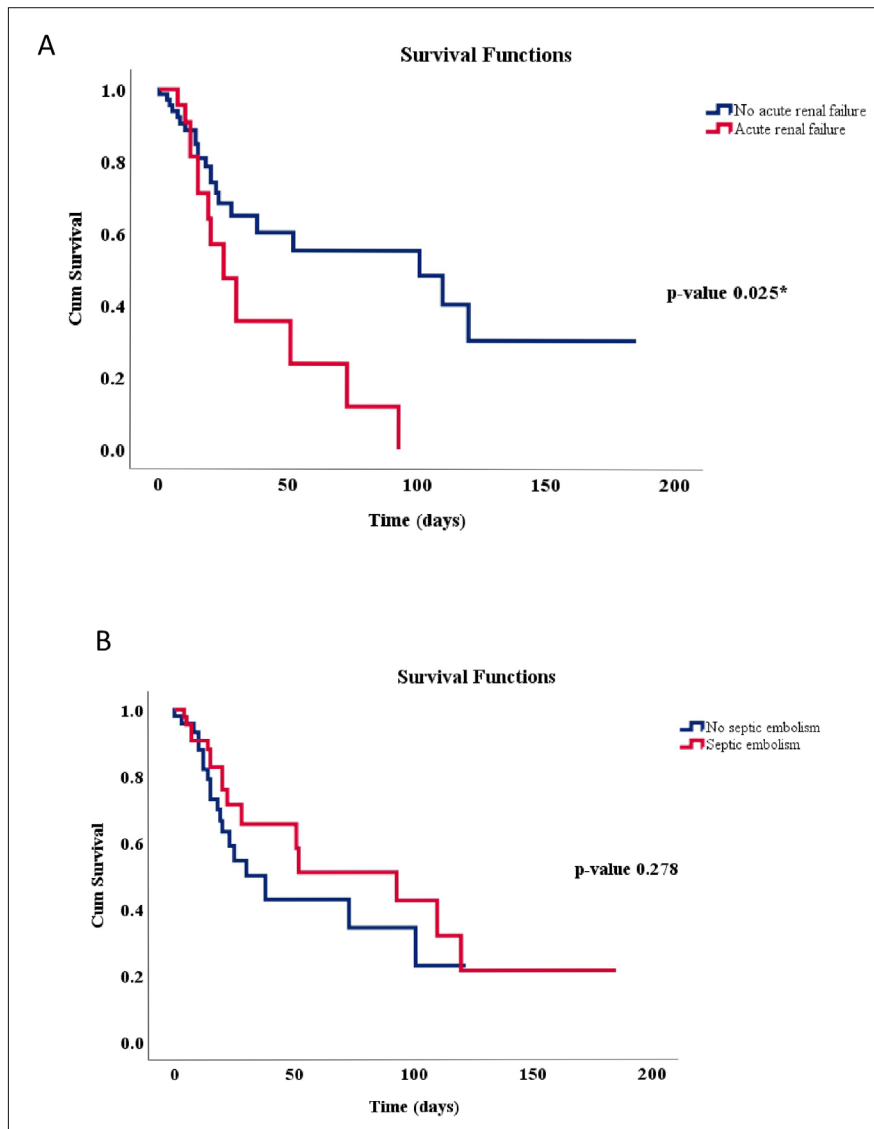 A
Survival Functions
1.0
0.8
0.6
0.4
0.2
0.0
Cum Survival
No acute renal failure
Acute renal failure
p-value 0.025*
0 50 100 150 200
Time (days)
B
Survival Functions
1.0
0.8
0.6
0.4
0.2
0.0
Cum Survival
No septic embolism
Septic embolism
p-value 0.278
0 50 100 150 200
Time (days)